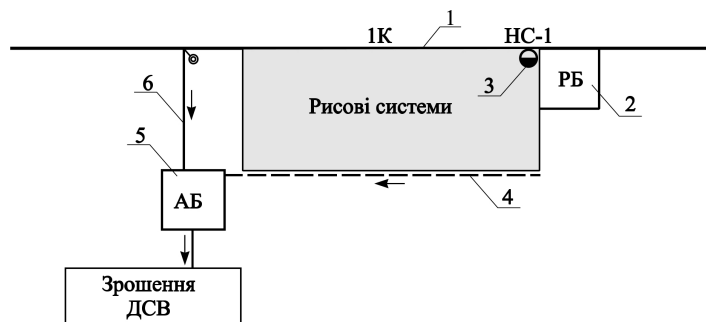 1
1К
НС-1
3
РБ
2
Рисові системи
6
5
АБ
4
Зрошення
ДСВ